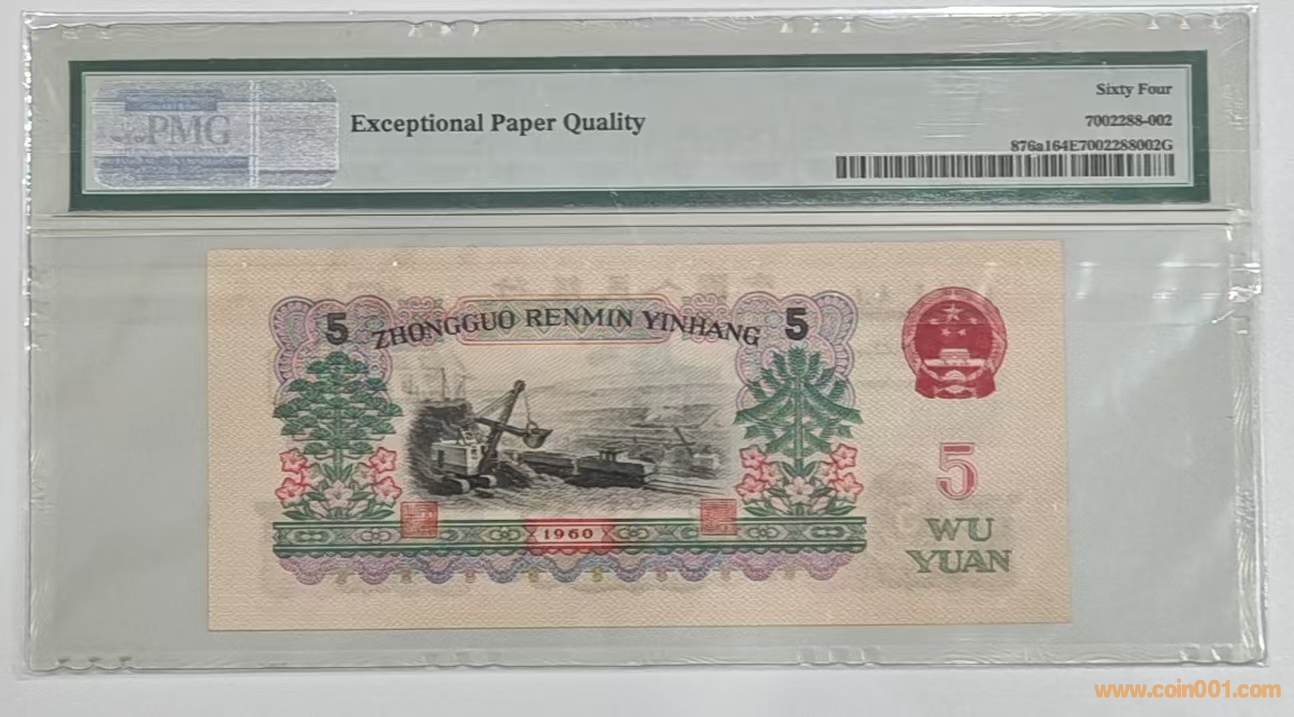 Sixty Four
PMG
Exceptional Paper Quality
7002288-002
876a164E7002288002G
5 ZHONGGUO RENMIN YINHANG 5
5
1960
WU
YUAN
www.coin001.com